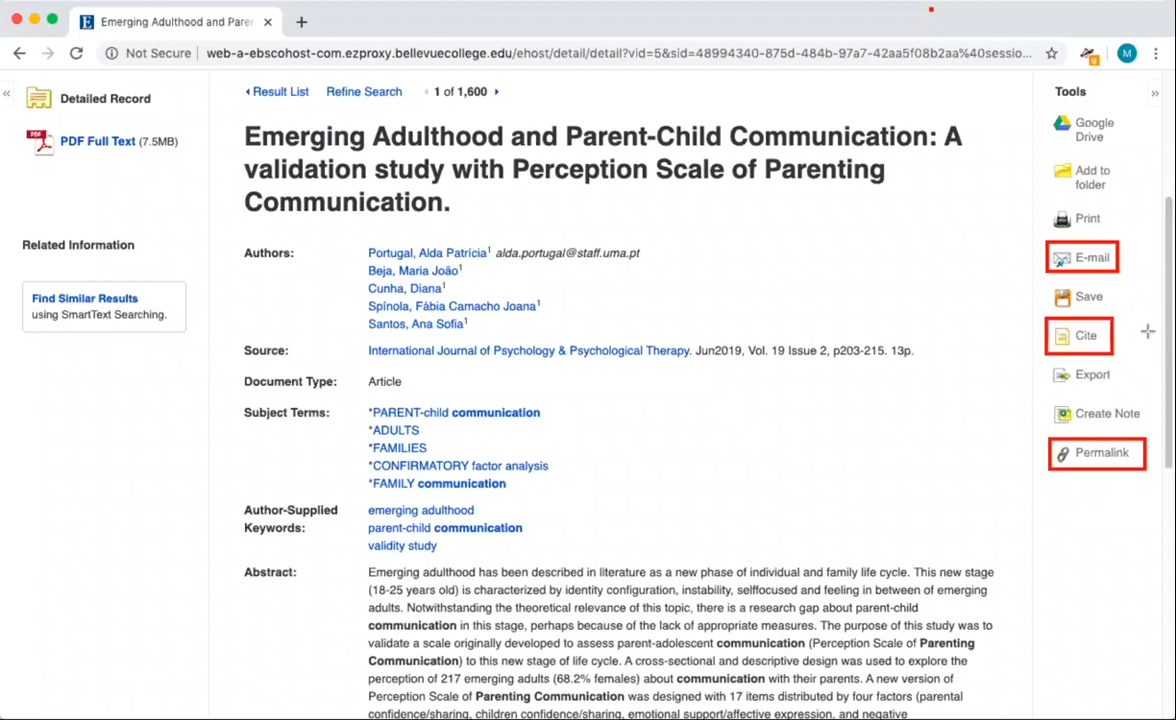 Emerging Adulthood and Paren
Not Secure
web-a-ebscohost-com.ezproxy.bellevuecollege.edu/ehost/detail/detail?vid=5&sid=48994340-875d-484b-97a7-42aa5f08b2aa%40sessio...
M
Detailed Record
PDF
PDF Full Text (7.5MB)
Related Information
Find Similar Results
using SmartText Searching.
Result List Refine Search 1 of 1,600
Emerging Adulthood and Parent-Child Communication: A
validation study with Perception Scale of Parenting
Communication.
Authors:
Portugal, Alda Patrícia1 alda.portugal@staff.uma.pt
Beja, Maria João1
Cunha, Diana1
Spínola, Fábia Camacho Joana1
Santos, Ana Sofia1
Source:
International Journal of Psychology & Psychological Therapy. Jun2019, Vol. 19 Issue 2, p203-215. 13p.
Document Type:
Article
Subject Terms:
*PARENT-child communication
*ADULTS
*FAMILIES
*CONFIRMATORY factor analysis
*FAMILY communication
Author-Supplied
Keywords:
emerging adulthood
parent-child communication
validity study
Abstract:
Emerging adulthood has been described in literature as a new phase of individual and family life cycle. This new stage
(18-25 years old) is characterized by identity configuration, instability, selffocused and feeling in between of emerging
adults. Notwithstanding the theoretical relevance of this topic, there is a research gap about parent-child
communication in this stage, perhaps because of the lack of appropriate measures. The purpose of this study was to
validate a scale originally developed to assess parent-adolescent communication (Perception Scale of Parenting
Communication) to this new stage of life cycle. A cross-sectional and descriptive design was used to explore the
perception of 217 emerging adults (68.2% females) about communication with their parents. A new version of
Perception Scale of Parenting Communication was designed with 17 items distributed by four factors (parental
confidence/sharing, children confidence/sharing, emotional support/affective expression, and negative
Tools
Google
Drive
Add to
folder
Print
E-mail
Save
Cite
Export
Create Note
Permalink